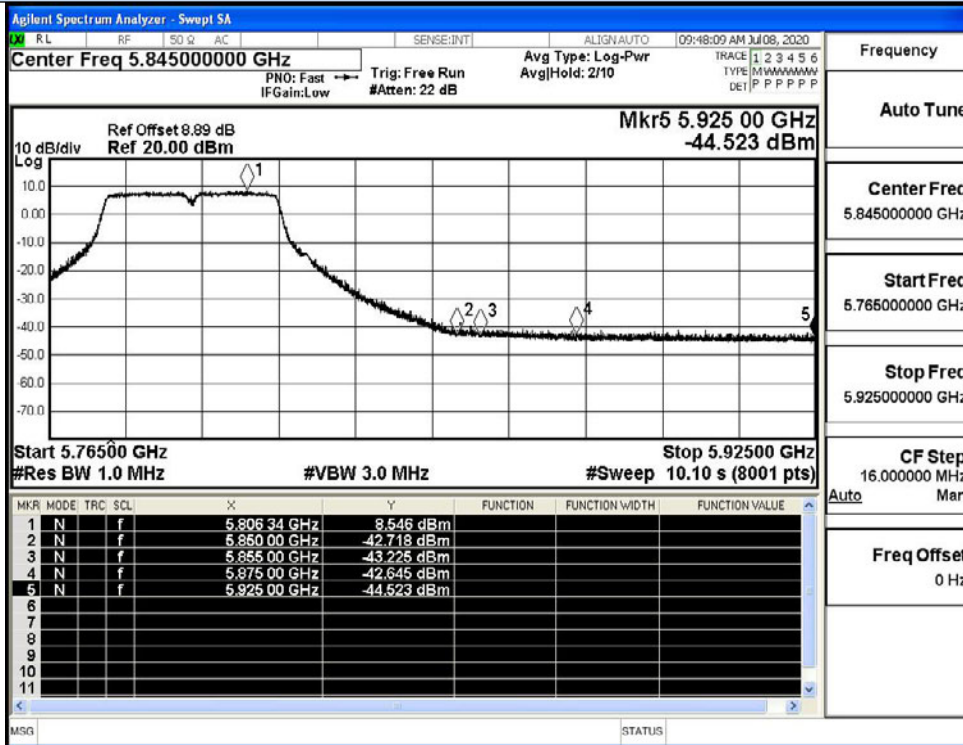 Agilent Spectrum Analyzer - Swept SA
RL RF 50 Ω AC SENSE:INT ALIGNAUTO 09:48:09 AM Jul 08, 2020
Center Freq 5.845000000 GHz
PNO: Fast
IFGain:Low
Trig: Free Run
#Atten: 22 dB
Avg Type: Log-Pwr
Avg|Hold: 2/10
TRACE 1 2 3 4 5 6
TYPE MWWWWW
DET P P P P P P
Mkr5 5.925 00 GHz
-44.523 dBm
Ref Offset 8.89 dB
Ref 20.00 dBm
10 dB/div
Log
10.0
0.00
-10.0
-20.0
-30.0
-40.0
-50.0
-60.0
-70.0
1
2
3
4
5
Start 5.76500 GHz
Stop 5.92500 GHz
#Res BW 1.0 MHz
#VBW 3.0 MHz
#Sweep 10.10 s (8001 pts)
MKR MODE TRC SCL X Y FUNCTION FUNCTION WIDTH FUNCTION VALUE
1 N f 5.806 34 GHz 8.546 dBm
2 N f 5.850 00 GHz -42.718 dBm
3 N f 5.855 00 GHz -43.225 dBm
4 N f 5.875 00 GHz -42.645 dBm
5 N f 5.925 00 GHz -44.523 dBm
6
7
8
9
10
11
MSG STATUS
Frequency
Auto Tune
Center Freq
5.845000000 GHz
Start Freq
5.765000000 GHz
Stop Freq
5.925000000 GHz
CF Step
16.000000 MHz
Auto Man
Freq Offset
0 Hz